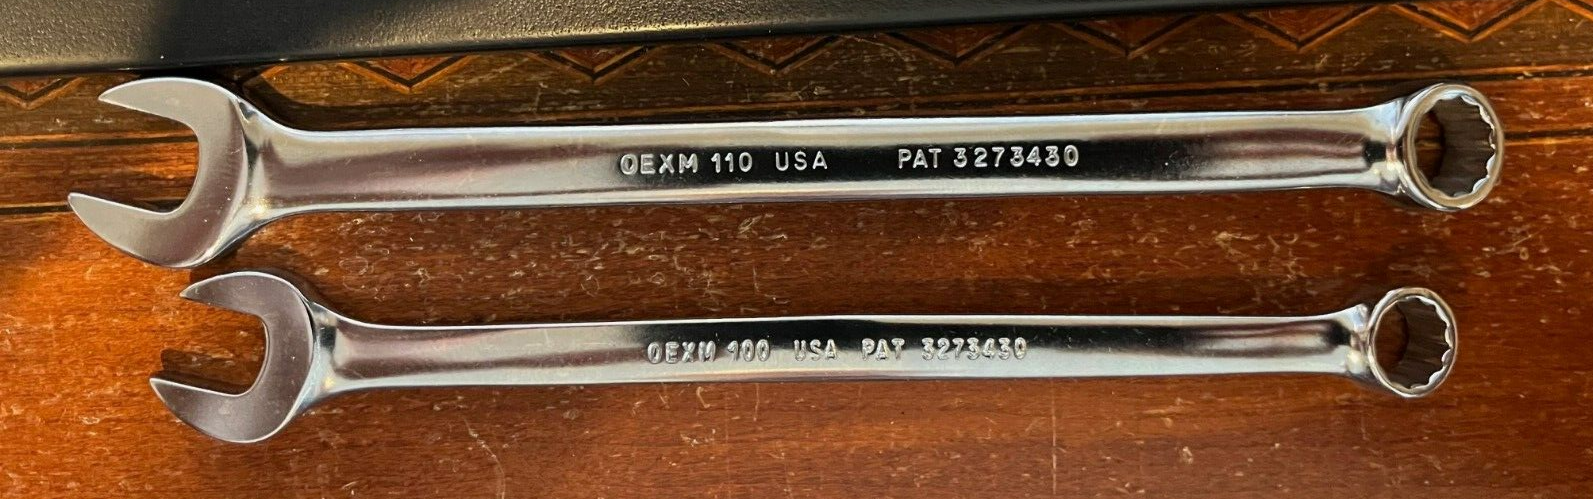 OEXM 110 USA PAT 3273430
OEXM 100 USA PAT 3273430